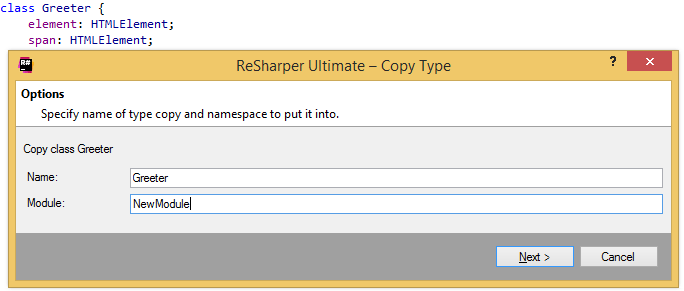 class Greeter {
element: HTMLElement;
span: HTMLElement;
R#
ReSharper Ultimate – Copy Type
?
x
Options
Specify name of type copy and namespace to put it into.
Copy class Greeter
Name: Greeter
Module: NewModule
Next > Cancel